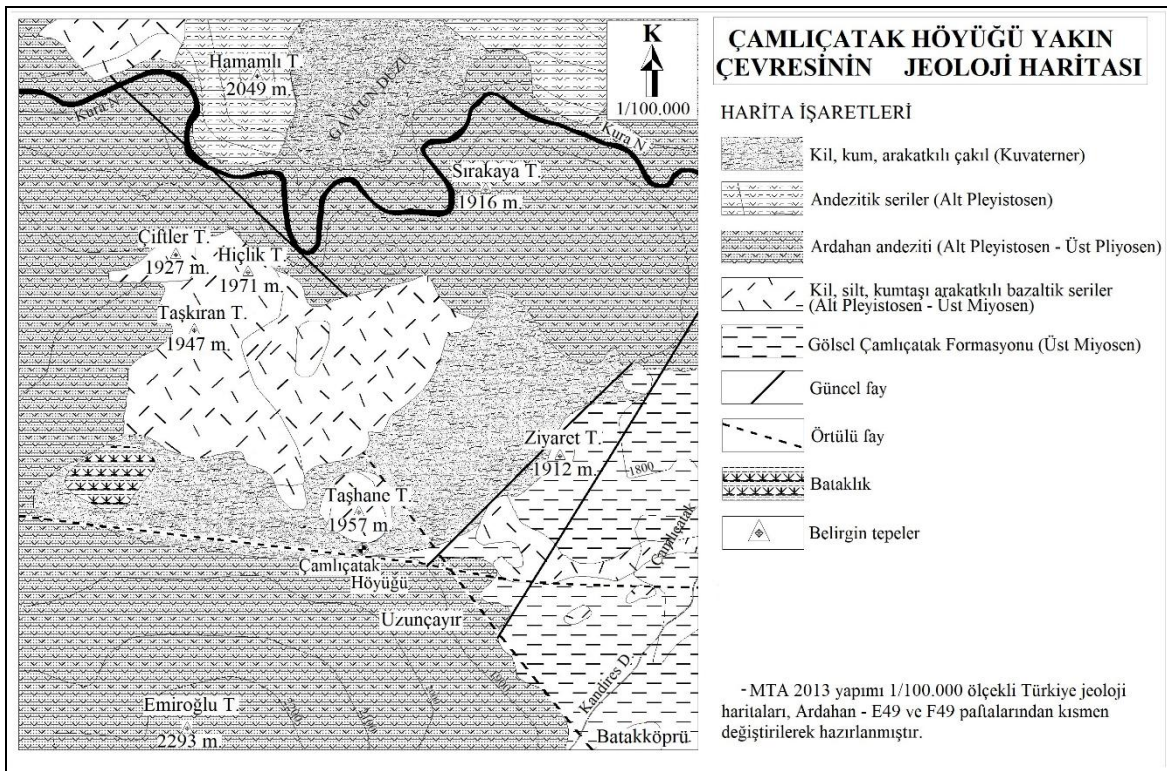 ÇAMLIÇATAK HÖYÜĞÜ YAKIN
ÇEVRESİNİN JEOLOJİ HARİTASI
HARİTA İŞARETLERİ
Kil, kum, arakatkılı çakıl (Kuvaterner)
Andezitik seriler (Alt Pleyistosen)
Ardahan andeziti (Alt Pleyistosen - Üst Pliyosen)
Kil, silt, kumtaşı arakatkılı bazaltik seriler
(Alt Pleyistosen - Üst Miyosen)
Gölsel Çamlıçatak Formasyonu (Üst Miyosen)
Güncel fay
Örtülü fay
Bataklık
Belirgin tepeler
- MTA 2013 yapımı 1/100.000 ölçekli Türkiye jeoloji
haritaları, Ardahan - E49 ve F49 paftalarından kısmen
değiştirilerek hazırlanmıştır.
K
1/100.000
Hamamlı T.
2049 m.
Kura N.
Kura N.
Sırakaya T.
1916 m.
Çiftler T.
1927 m.
Hiçlik T.
1971 m.
Taşkıran T.
1947 m.
Ziyaret T.
1912 m.
1800
Taşhane T.
1957 m.
Çamlıçatak
Höyüğü
Çamlıçatak
Uzunçayır
Kandires D.
Emiroğlu T.
2293 m.
Batakköprü